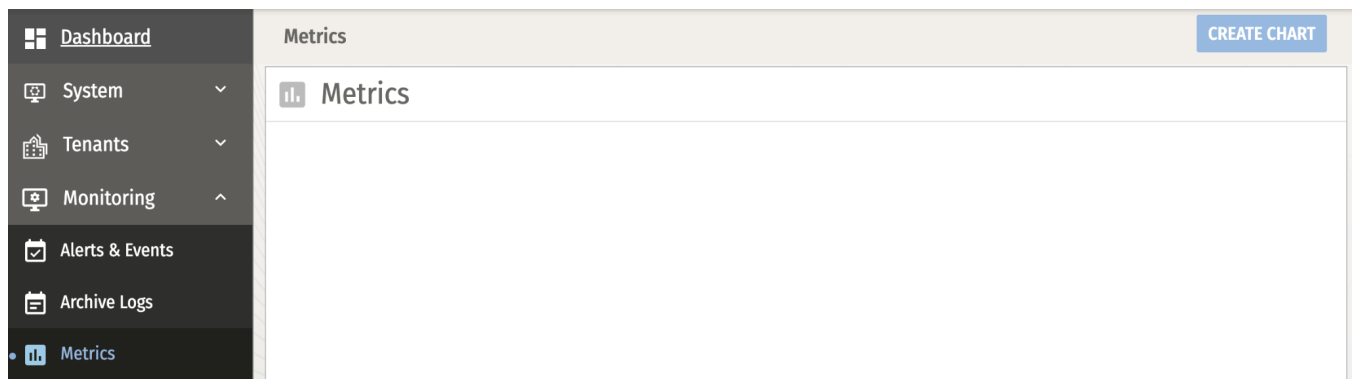 Dashboard
System
Tenants
Monitoring
Alerts & Events
Archive Logs
Metrics
Metrics
CREATE CHART
Metrics